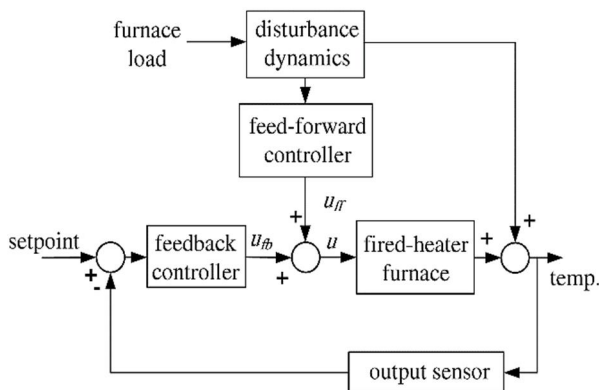 furnace
load
disturbance
dynamics
feed-forward
controller
u_ff
+
+
setpoint
+
-
feedback
controller
u_fb
+
u
fired-heater
furnace
+
temp.
output sensor